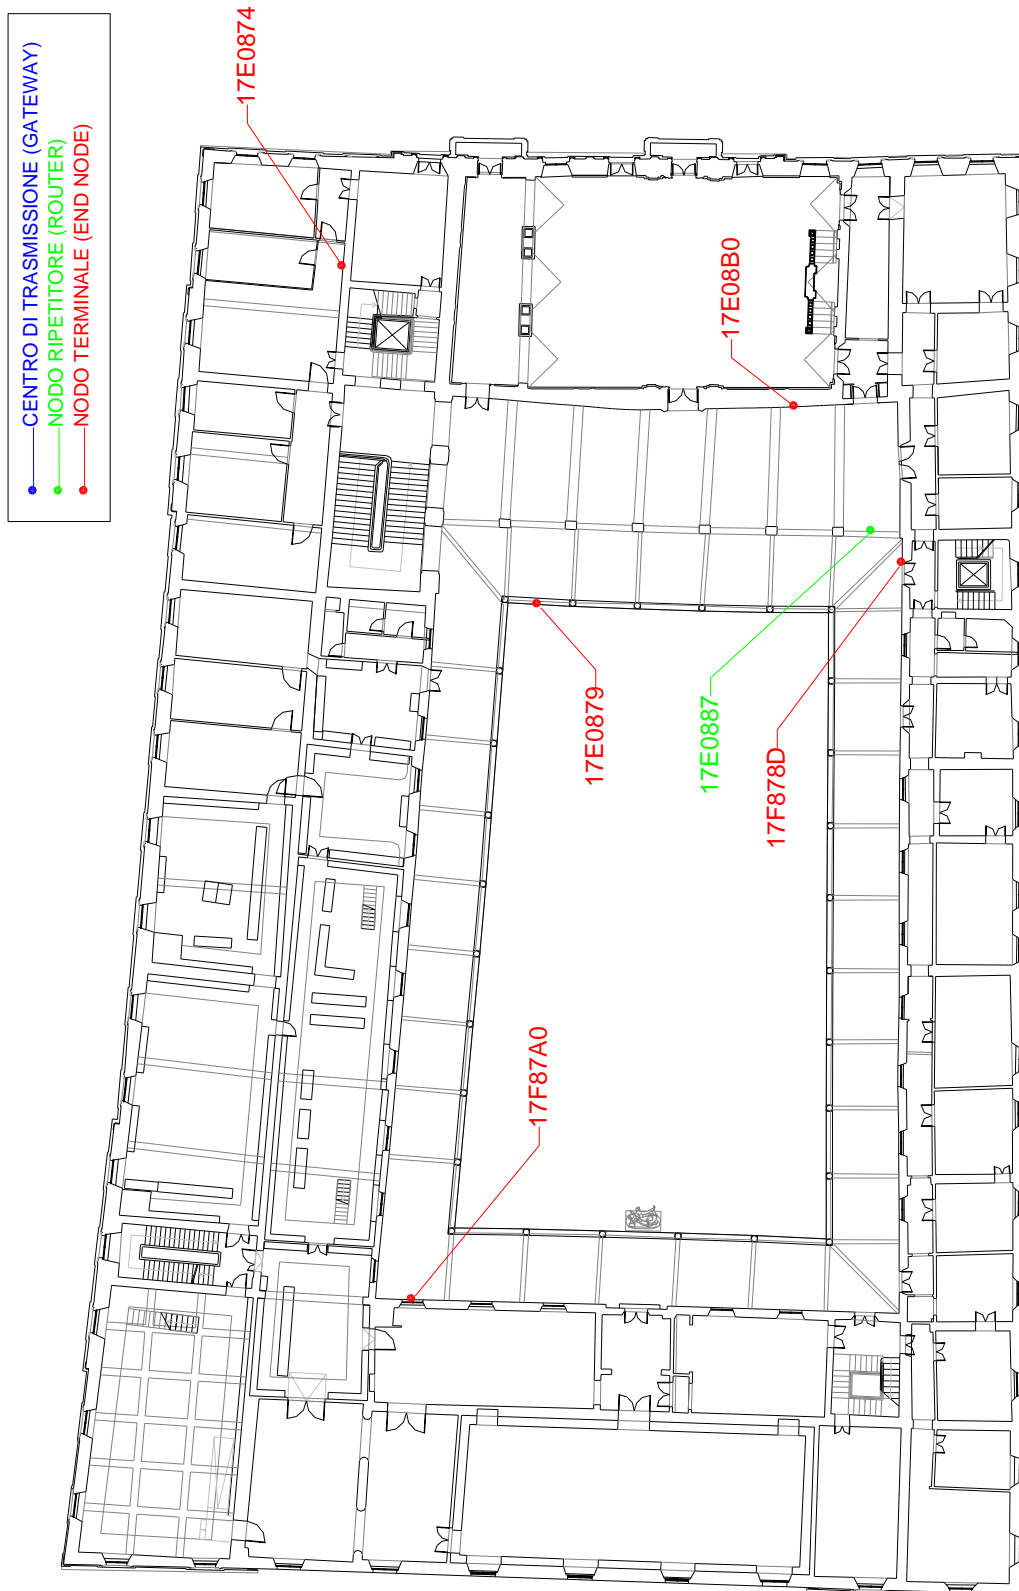 CENTRO DI TRASMISSIONE (GATEWAY)
NODO RIPETITORE (ROUTER)
NODO TERMINALE (END NODE)
17E0874
17E08B0
17E0879
17E0887
17F878D
17F87A0